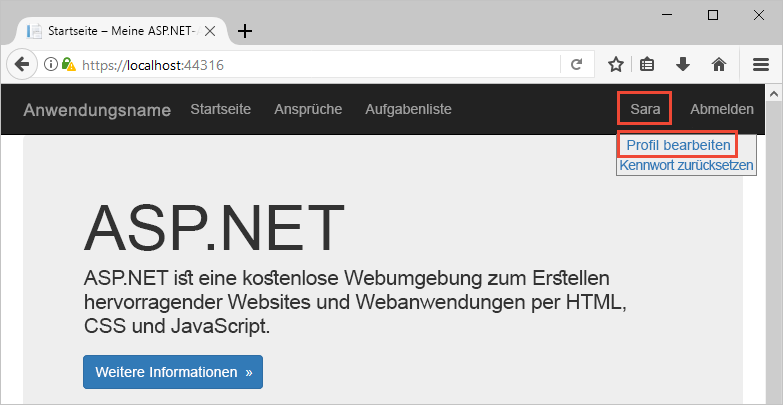 Startseite – Meine ASP.NET-
https://localhost:44316
Anwendungsname Startseite Ansprüche Aufgabenliste Sara Abmelden
Profil bearbeiten
Kennwort zurücksetzen
ASP.NET
ASP.NET ist eine kostenlose Webumgebung zum Erstellen
hervorragender Websites und Webanwendungen per HTML,
CSS und JavaScript.
Weitere Informationen »